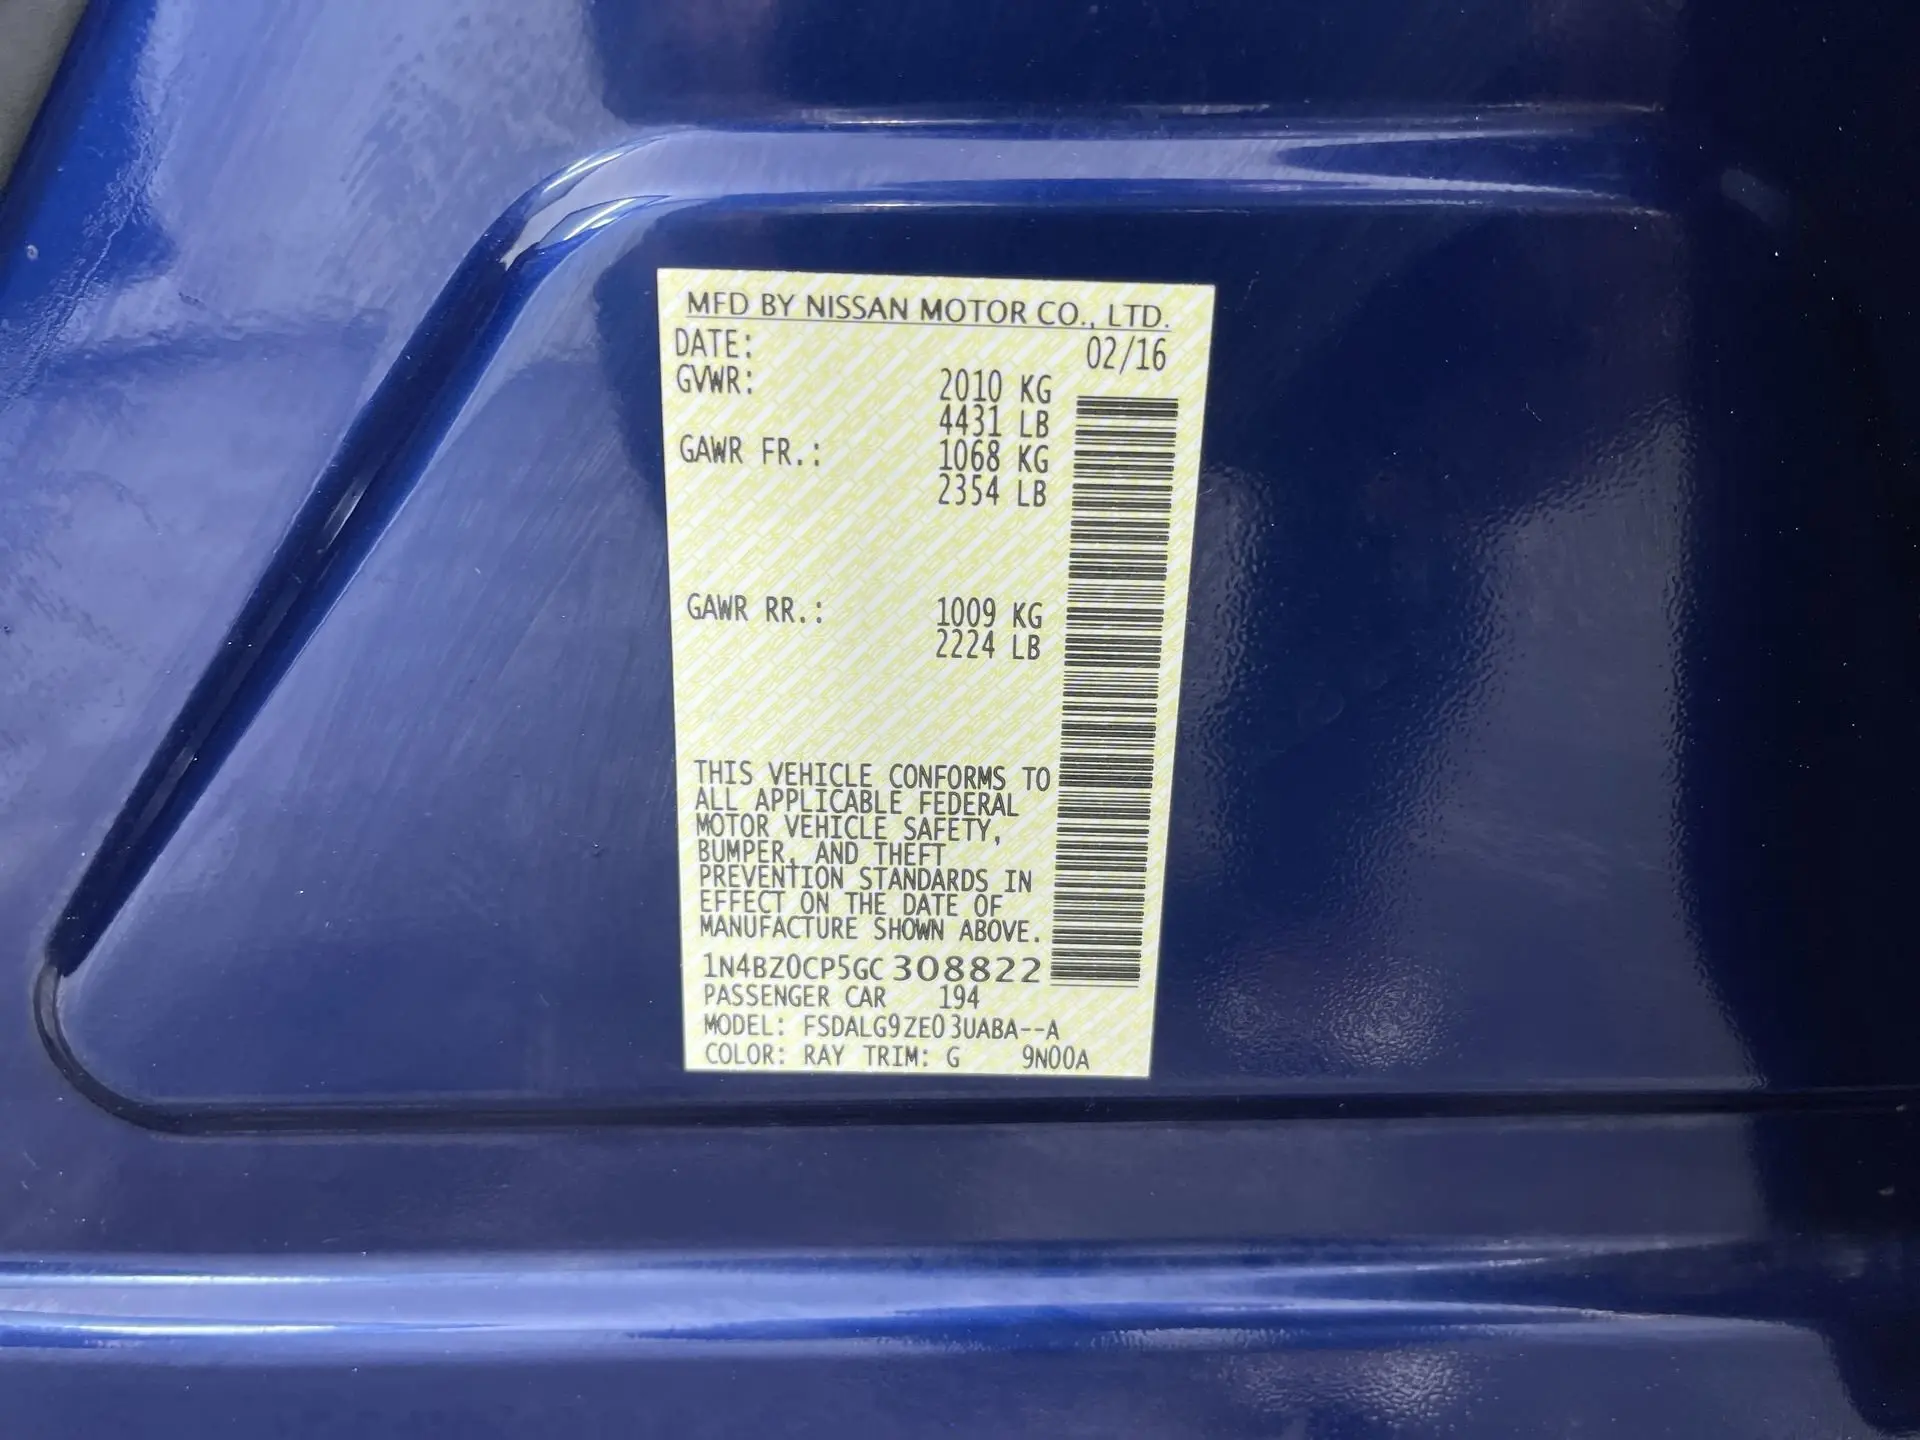 MFD BY NISSAN MOTOR CO., LTD.
DATE: 02/16
GVWR: 2010 KG
4431 LB
GAWR FR.: 1068 KG
2354 LB
GAWR RR.: 1009 KG
2224 LB
THIS VEHICLE CONFORMS TO
ALL APPLICABLE FEDERAL
MOTOR VEHICLE SAFETY,
BUMPER, AND THEFT
PREVENTION STANDARDS IN
EFFECT ON THE DATE OF
MANUFACTURE SHOWN ABOVE.
1N4BZ0CP5GC308822
PASSENGER CAR 194
MODEL: FSDALG9ZE03UABA--A
COLOR: RAY TRIM: G 9N00A